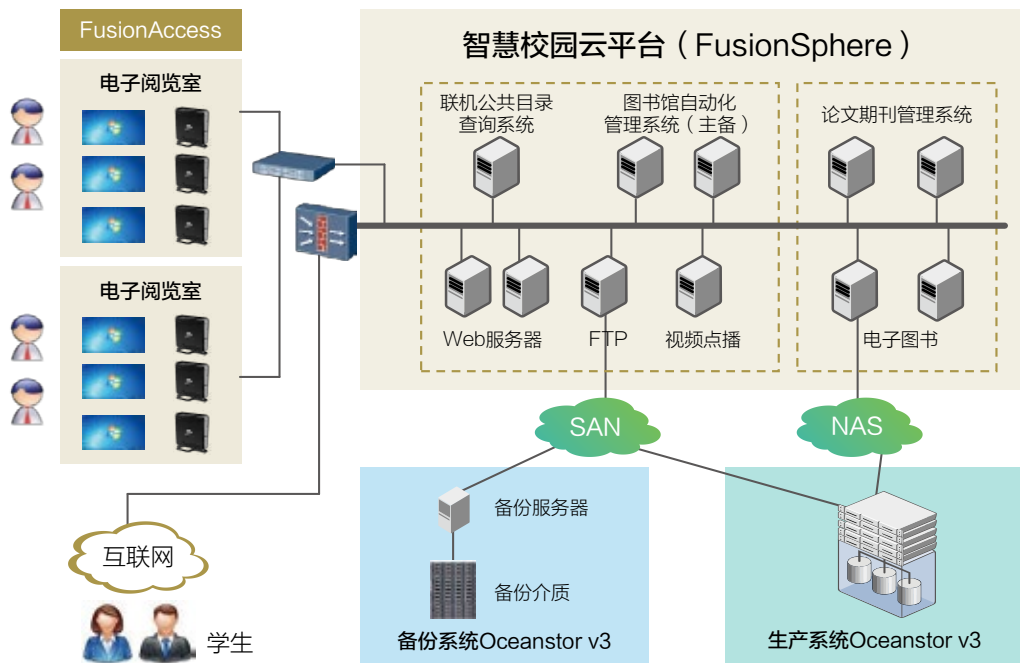 FusionAccess
电子阅览室
电子阅览室
智慧校园云平台（FusionSphere）
联机公共目录
查询系统
图书馆自动化
管理系统（主备）
论文期刊管理系统
Web服务器
FTP
视频点播
电子图书
SAN
NAS
互联网
学生
备份服务器
备份介质
备份系统Oceanstor v3
生产系统Oceanstor v3